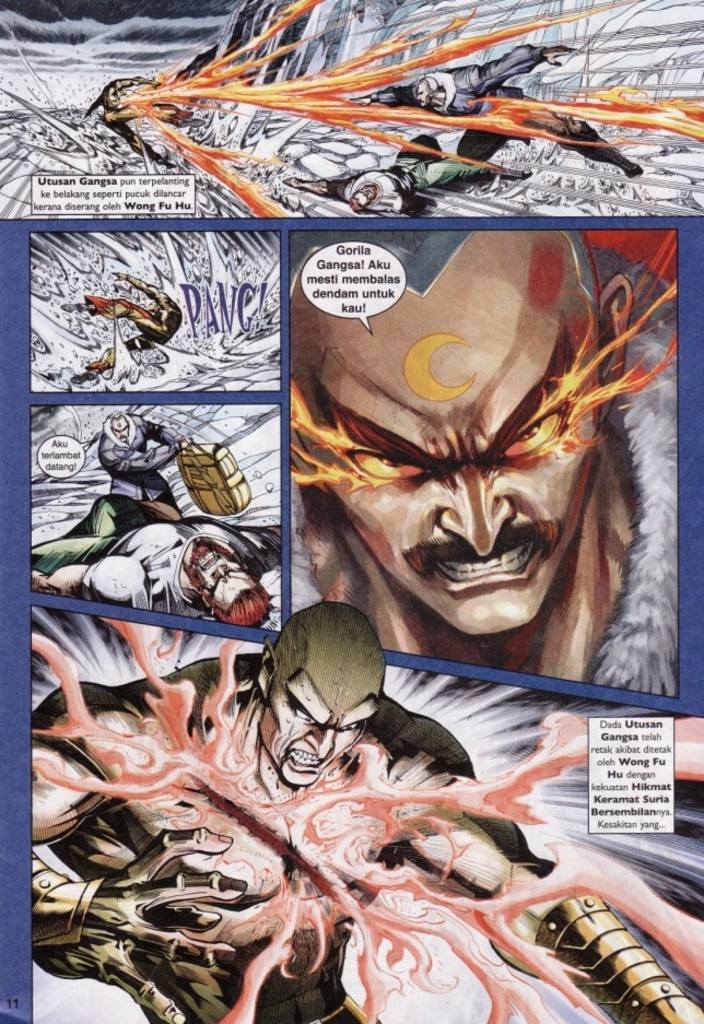 Utusan Gangsa pun terpelanting
ke belakang seperti pucuk dilancar
kerana diserang oleh Wong Fu Hu.
PANG!
Gorila
Gangsa! Aku
mesti membalas
dendam untuk
kau!
Aku
terlambat
datang!
Dada Utusan
Gangsa telah
retak akibat ditetak
oleh Wong Fu
Hu dengan
kekuatan Hikmat
Keramat Suria
Bersembilannya.
Kesakitan yang...
11